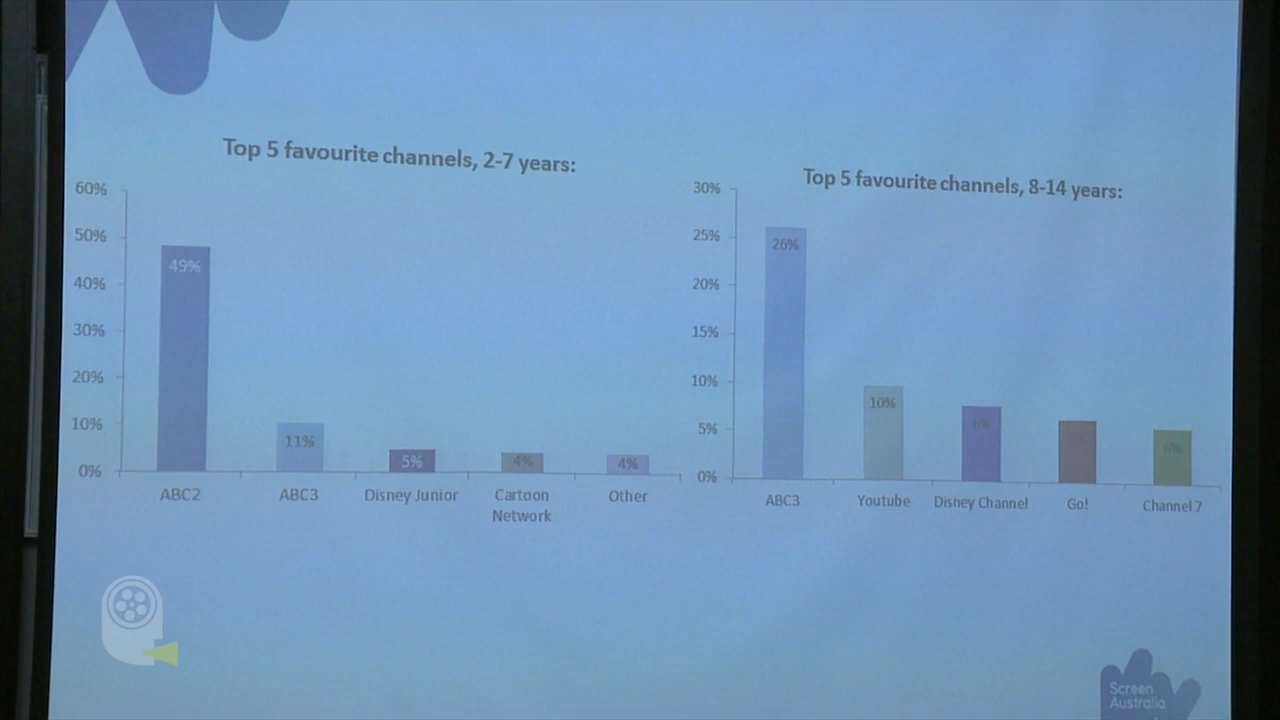 Top 5 favourite channels, 2-7 years:
60%
50%
40%
30%
20%
10%
0%
49%
11%
5%
4%
4%
ABC2
ABC3
Disney Junior
Cartoon
Network
Other
Top 5 favourite channels, 8-14 years:
30%
25%
20%
15%
10%
5%
0%
26%
10%
8%
ABC3
Youtube
Disney Channel
Go!
Channel 7
Screen
Australia